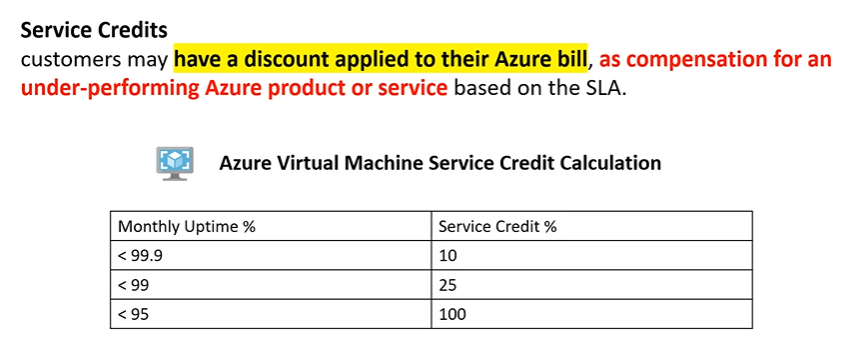 Service Credits
customers may have a discount applied to their Azure bill, as compensation for an
under-performing Azure product or service based on the SLA.
Azure Virtual Machine Service Credit Calculation
Monthly Uptime % Service Credit %
< 99.9 10
< 99 25
< 95 100